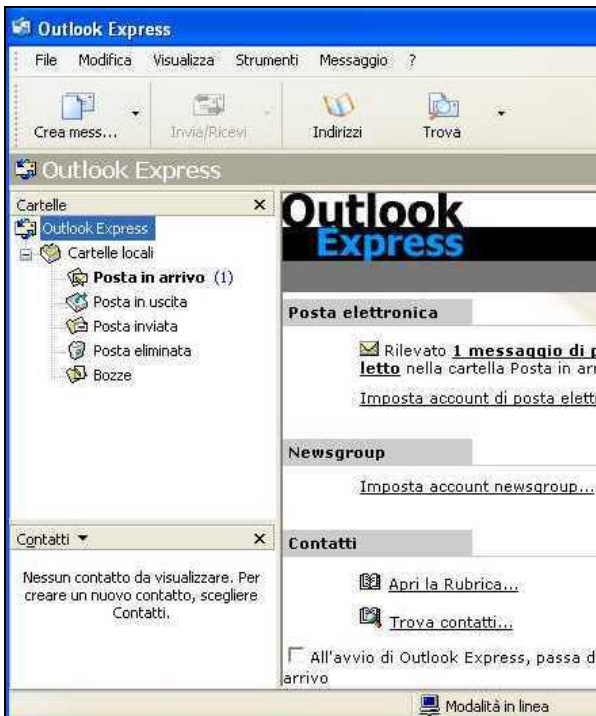 Outlook Express
File Modifica Visualizza Strumenti Messaggio ?
Crea mess... Invia/Ricevi Indirizzi Trova
Outlook Express
Cartelle
Outlook Express
Cartelle locali
Posta in arrivo (1)
Posta in uscita
Posta inviata
Posta eliminata
Bozze
Contatti
Nessun contatto da visualizzare. Per
creare un nuovo contatto, scegliere
Contatti.
Outlook
Express
Posta elettronica
Rilevato 1 messaggio di p
letto nella cartella Posta in arr
Imposta account di posta elett
Newsgroup
Imposta account newsgroup...
Contatti
Apri la Rubrica...
Trova contatti...
All'avvio di Outlook Express, passa d
arrivo
Modalità in linea